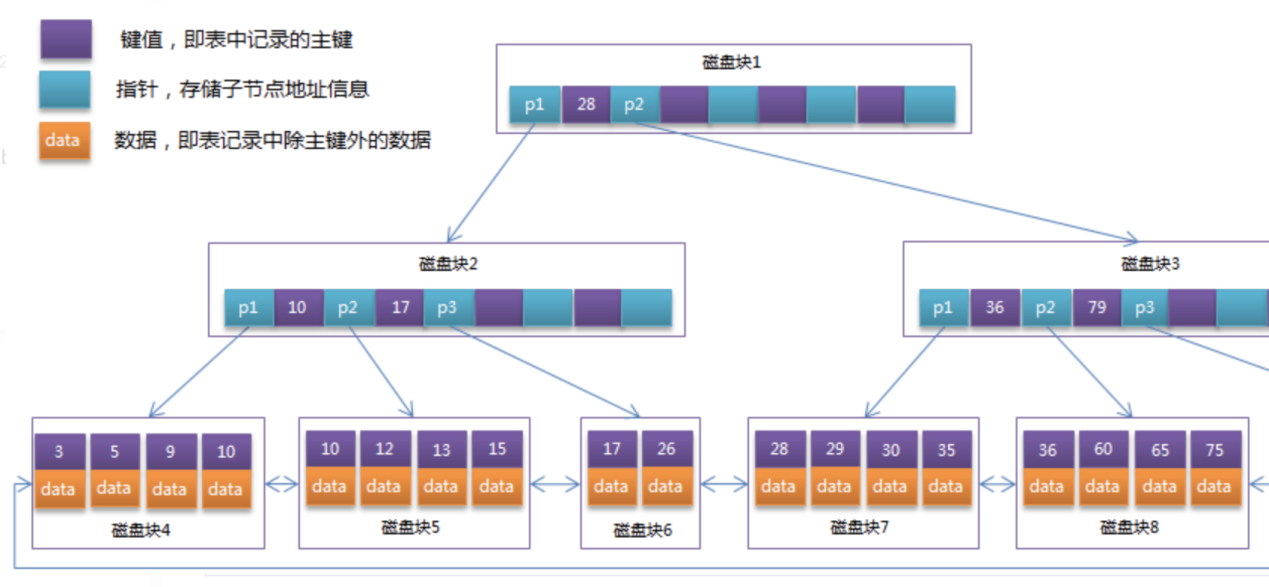 键值，即表中记录的主键
指针，存储子节点地址信息
data 数据，即表记录中除主键外的数据
磁盘块1
p1 28 p2
磁盘块2
p1 10 p2 17 p3
磁盘块3
p1 36 p2 79 p3
3 5 9 10
data data data data
磁盘块4
10 12 13 15
data data data data
磁盘块5
17 26
data data
磁盘块6
28 29 30 35
data data data data
磁盘块7
36 60 65 75
data data data data
磁盘块8